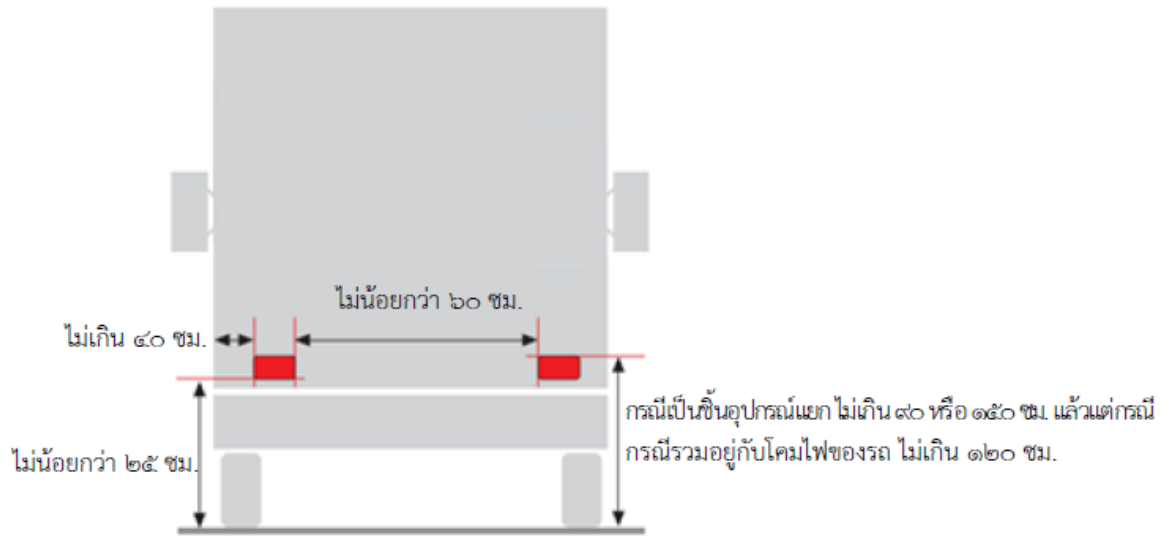 ไม่น้อยกว่า ๖๐ ซม.
ไม่เกิน ๔๐ ซม.
กรณีเป็นชิ้นอุปกรณ์แยก ไม่เกิน ๙๐ หรือ ๑๕๐ ซม. แล้วแต่กรณี
กรณีรวมอยู่กับโคมไฟของรถ ไม่เกิน ๑๒๐ ซม.
ไม่น้อยกว่า ๒๕ ซม.